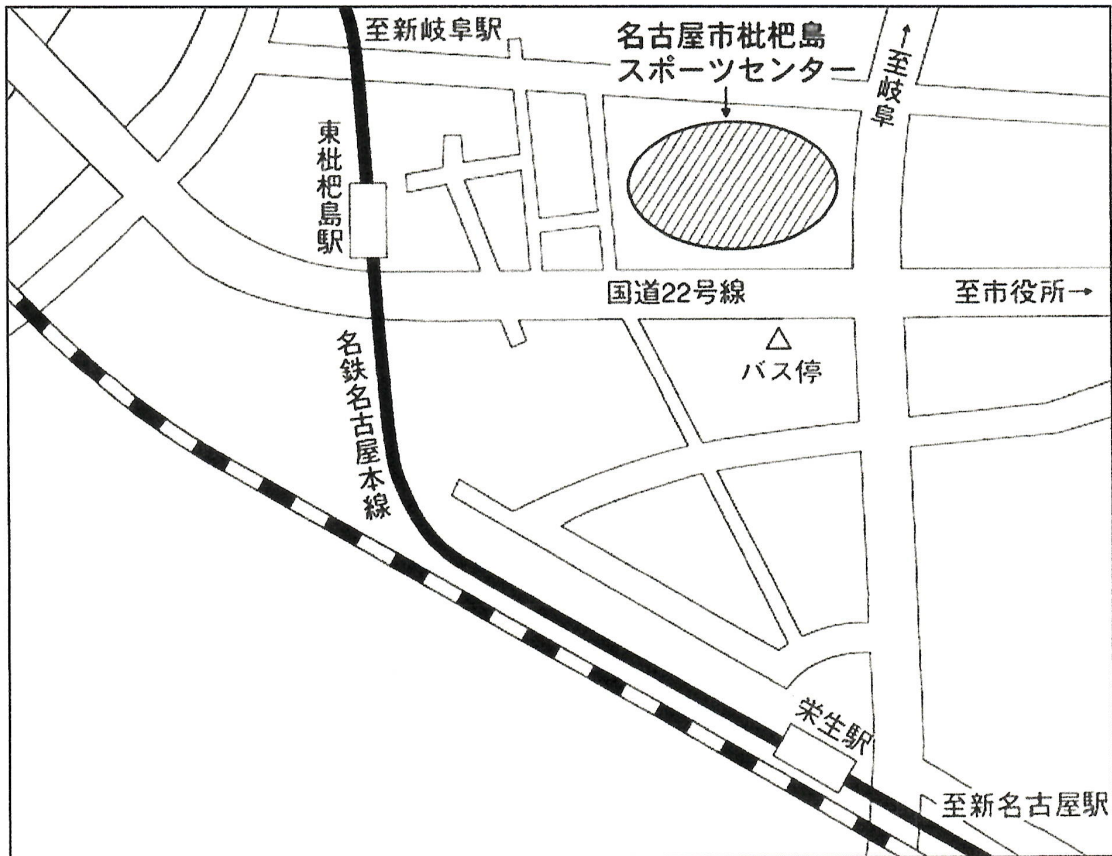 至新岐阜駅
名古屋市枇杷島
スポーツセンター
↑至岐阜
東枇杷島駅
国道22号線
至市役所→
バス停
名鉄名古屋本線
栄生駅
至新名古屋駅